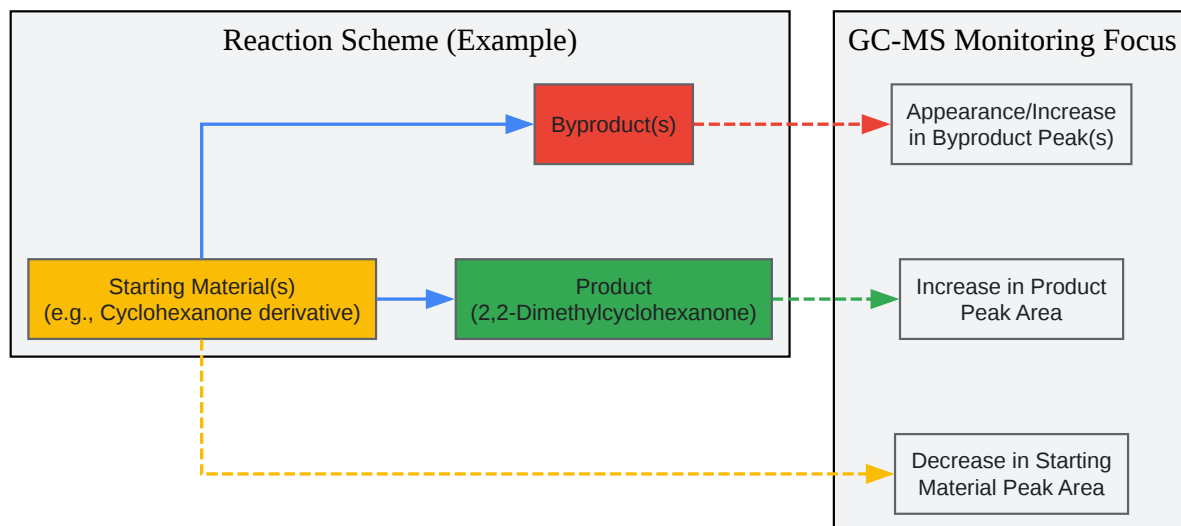 Reaction Scheme (Example)
GC-MS Monitoring Focus
Byproduct(s)
Appearance/Increase
in Byproduct Peak(s)
Starting Material(s)
(e.g., Cyclohexanone derivative)
Product
(2,2-Dimethylcyclohexanone)
Increase in Product
Peak Area
Decrease in Starting
Material Peak Area